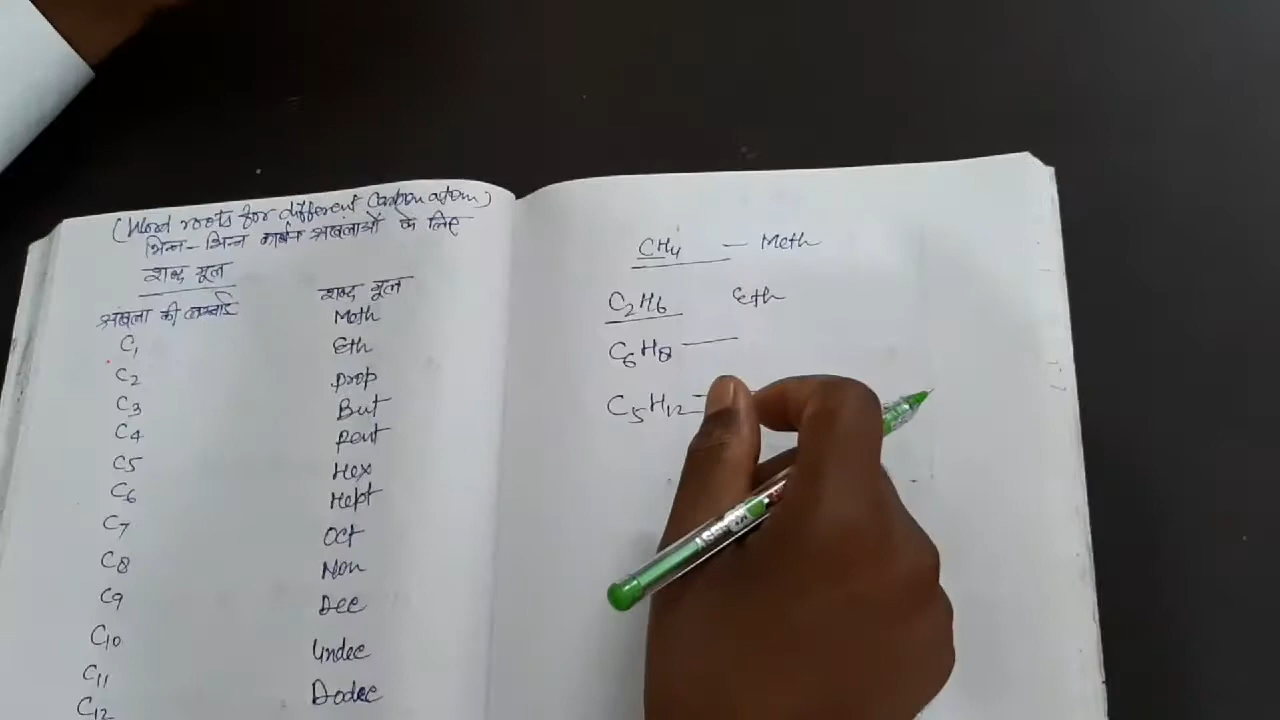 (Word roots for different Carbon atom)
भिन्न - भिन्न कार्बन श्रृंखलाओं के लिए
शब्द मूल
श्रृंखला की लम्बाई शब्द मूल
Meth
C1 Eth
C2 Prop
C3 But
C4 Pent
C5 Hex
C6 Hept
C7 Oct
C8 Non
C9 Dec
C10 Undec
C11 Dodec
C12
CH4 — Meth
C2H6 Eth
C6H8 —
C5H12 =